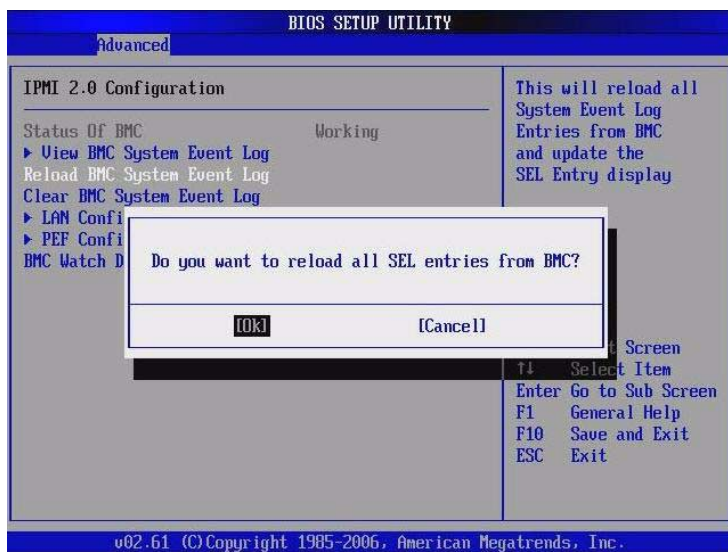 BIOS SETUP UTILITY
Advanced
IPMI 2.0 Configuration
Status Of BMC Working
▶ View BMC System Event Log
Reload BMC System Event Log
Clear BMC System Event Log
▶ LAN Confi
▶ PEF Confi
BMC Watch D
Do you want to reload all SEL entries from BMC?
[Ok] [Cancel]
This will reload all
System Event Log
Entries from BMC
and update the
SEL Entry display
t Screen
↑↓ Select Item
Enter Go to Sub Screen
F1 General Help
F10 Save and Exit
ESC Exit
v02.61 (C)Copyright 1985-2006, American Megatrends, Inc.